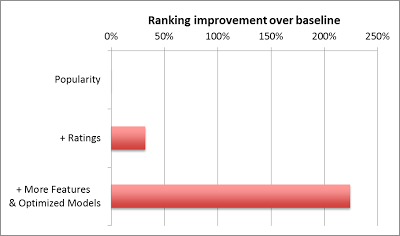 Ranking improvement over baseline
0% 50% 100% 150% 200% 250%
Popularity
+ Ratings
+ More Features
& Optimized Models